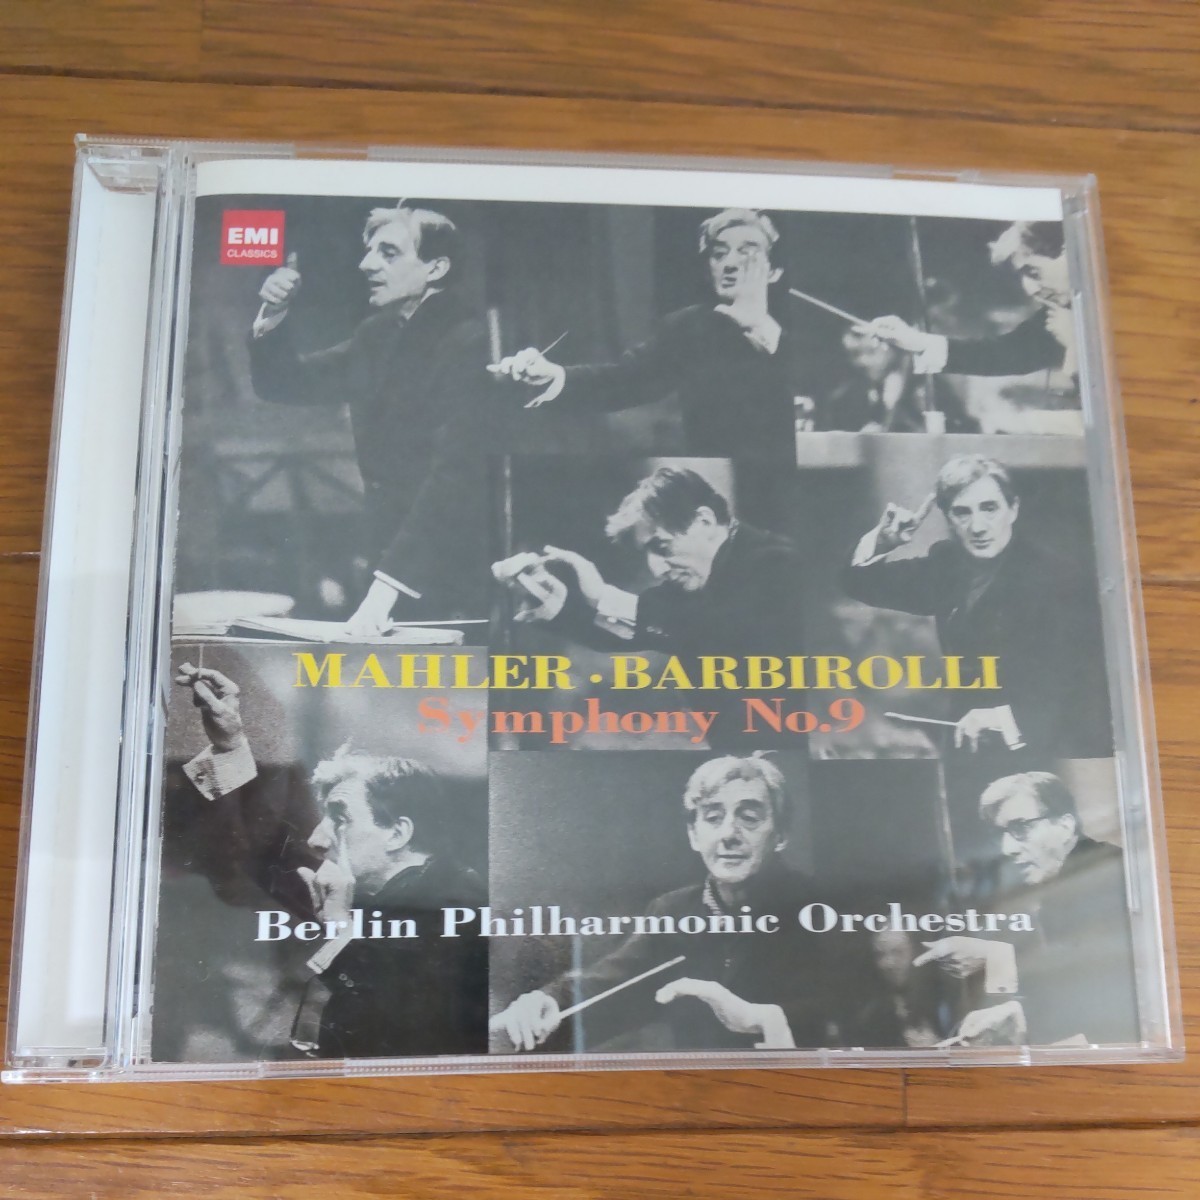 EMI
CLASSICS
MAHLER · BARBIROLLI
Symphony No.9
Berlin Philharmonic Orchestra